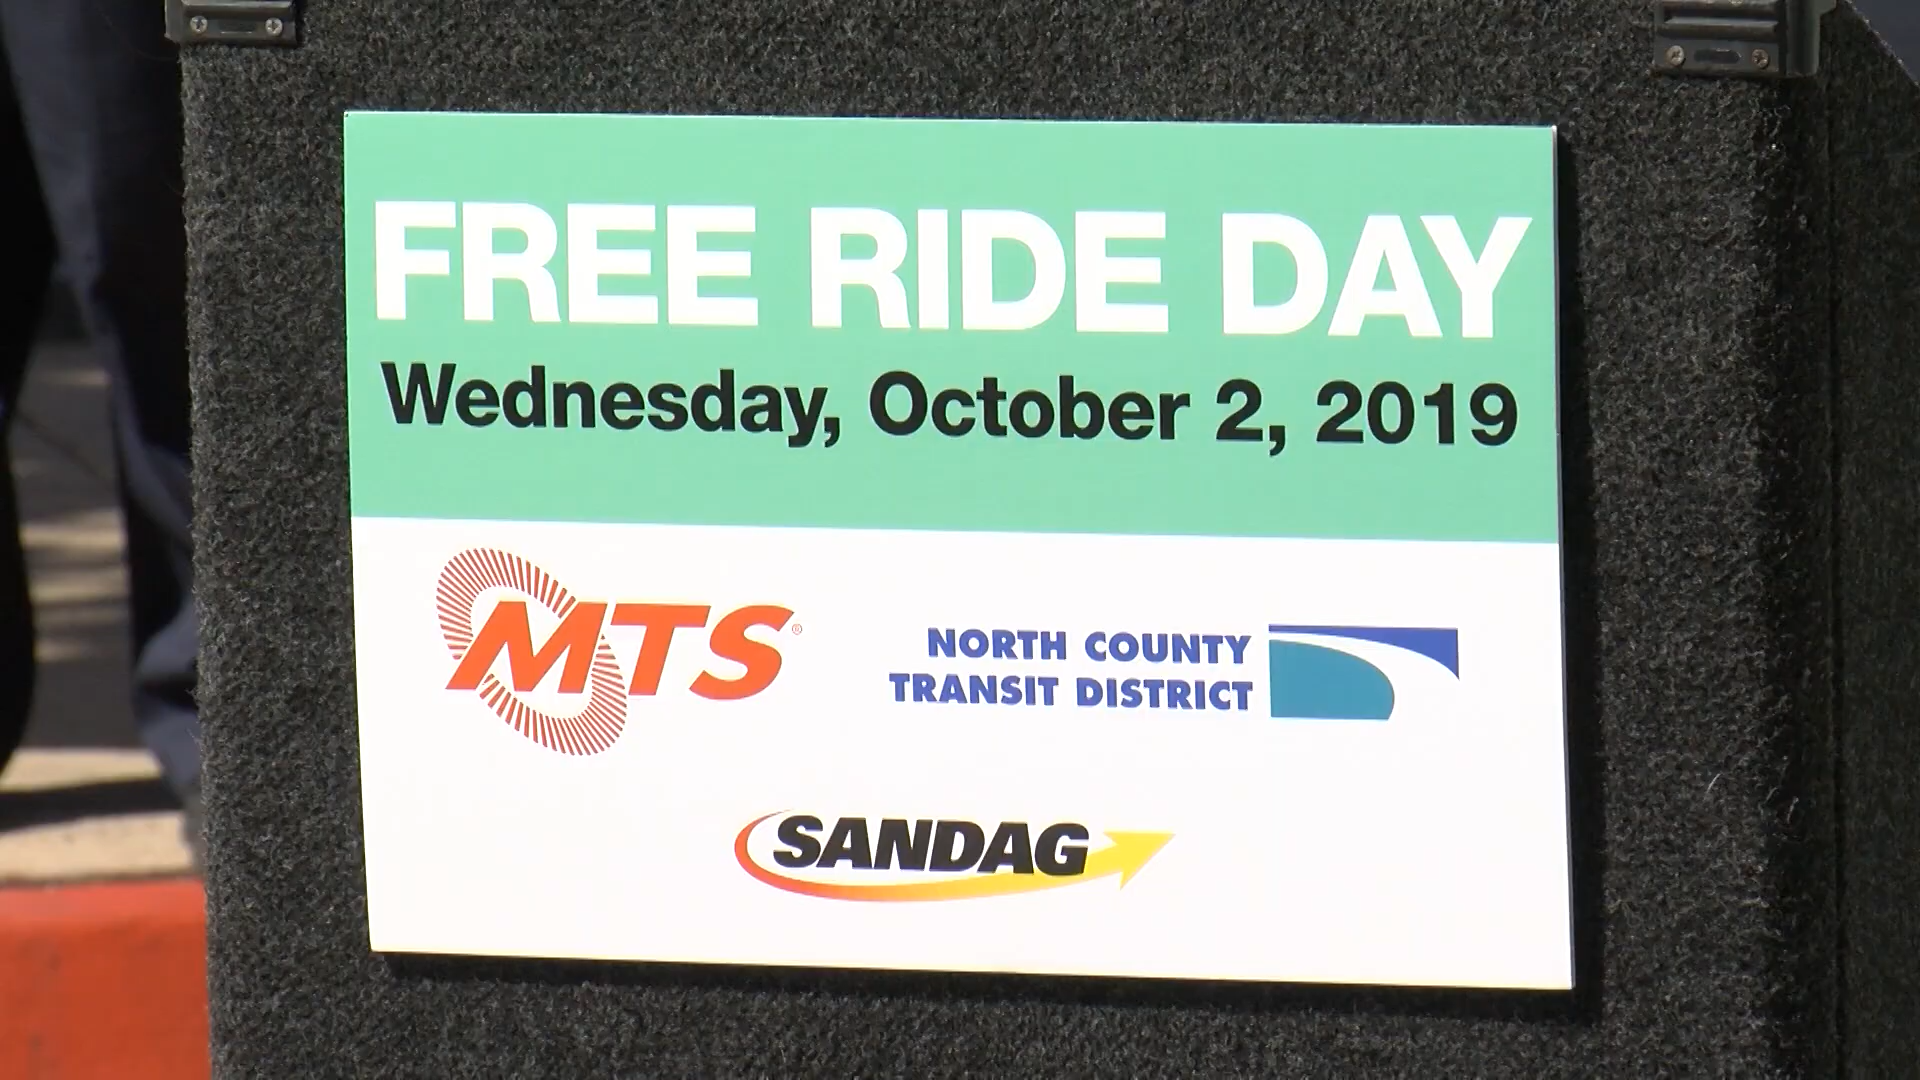 FREE RIDE DAY
Wednesday, October 2, 2019
MTS®
NORTH COUNTY
TRANSIT DISTRICT
SANDAG